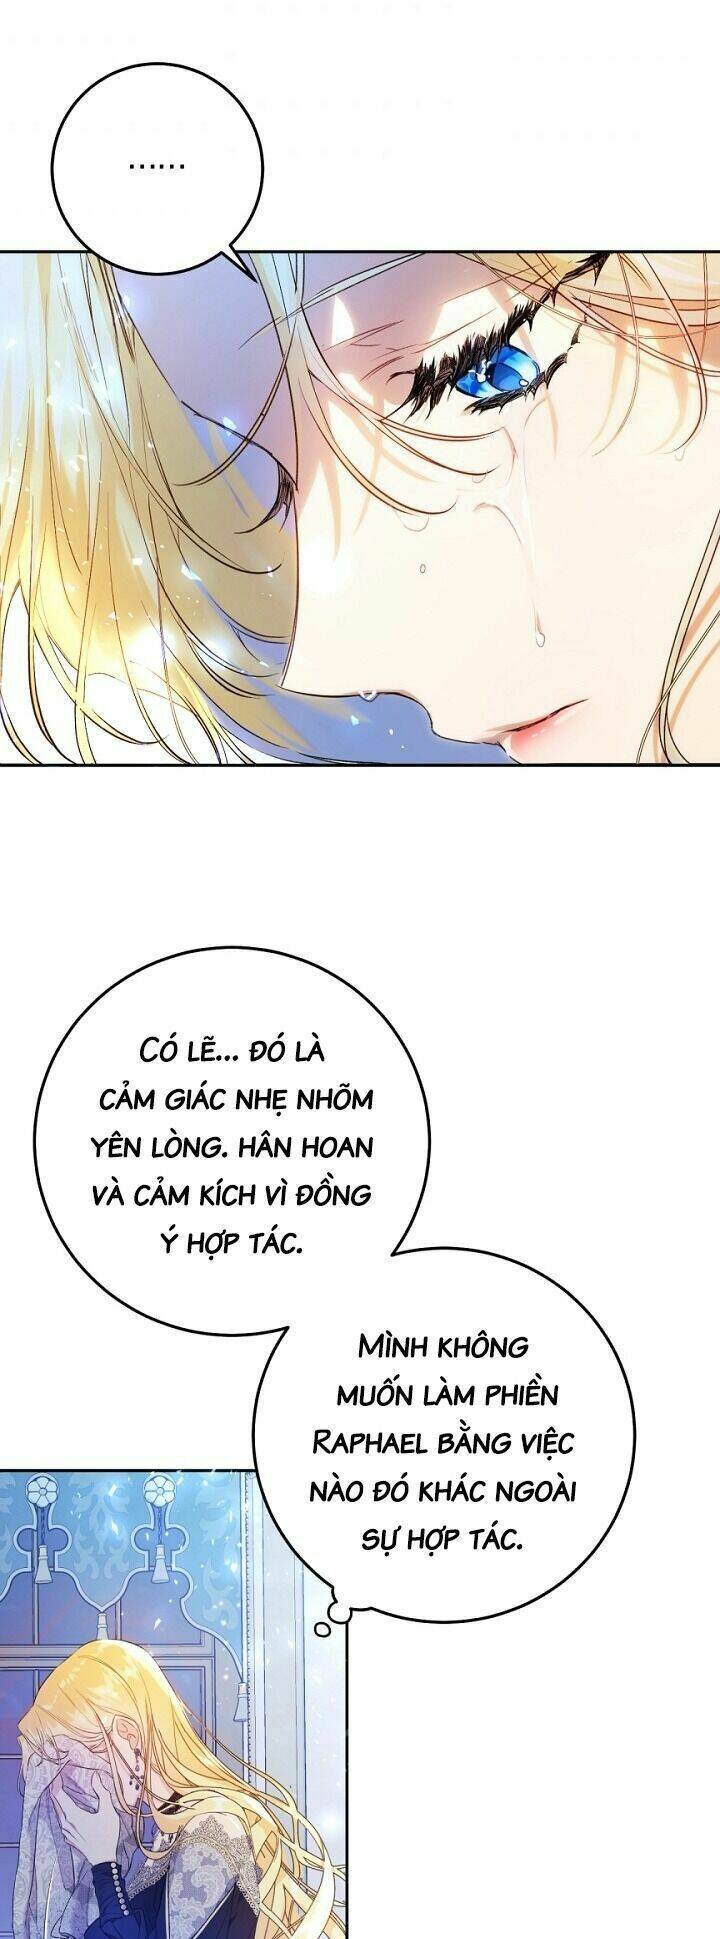 ......
CÓ LẼ... ĐÓ LÀ
CẢM GIÁC NHẸ NHÕM
YÊN LÒNG. HÂN HOAN
VÀ CẢM KÍCH VÌ ĐỒNG
Ý HỢP TÁC.
MÌNH KHÔNG
MUỐN LÀM PHIỀN
RAPHAEL BẰNG VIỆC
NÀO ĐÓ KHÁC NGOÀI
SỰ HỢP TÁC.